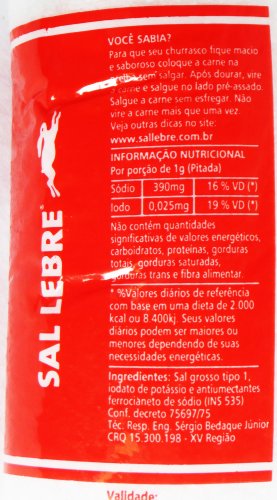 SAL LEBRE
VOCÊ SABIA?
Para que seu churrasco fique macio
e saboroso coloque a carne na
grelha sem salgar. Após dourar, vire
a carne e salgue no lado pré-assado.
Salgue a carne sem esfregar. Não
vire a carne mais que uma vez.
Veja outras dicas no site:
www.sallebre.com.br
INFORMAÇÃO NUTRICIONAL
Por porção de 1g (Pitada)
Sódio 390mg 16 % VD (*)
Iodo 0,025mg 19 % VD (*)
Não contém quantidades
significativas de valores energéticos,
carboidratos, proteínas, gorduras
totais, gorduras saturadas,
gorduras trans e fibra alimentar.
* %Valores diários de referência
com base em uma dieta de 2.000
kcal ou 8.400kj. Seus valores
diários podem ser maiores ou
menores dependendo de suas
necessidades energéticas.
Ingredientes: Sal grosso tipo 1,
iodato de potássio e antiumectantes
ferrocianeto de sódio (INS 535)
Conf. decreto 75697/75
Téc. Resp. Eng. Sérgio Bedaque Júnior
CRQ 15.300.198 - XV Região
Validade: